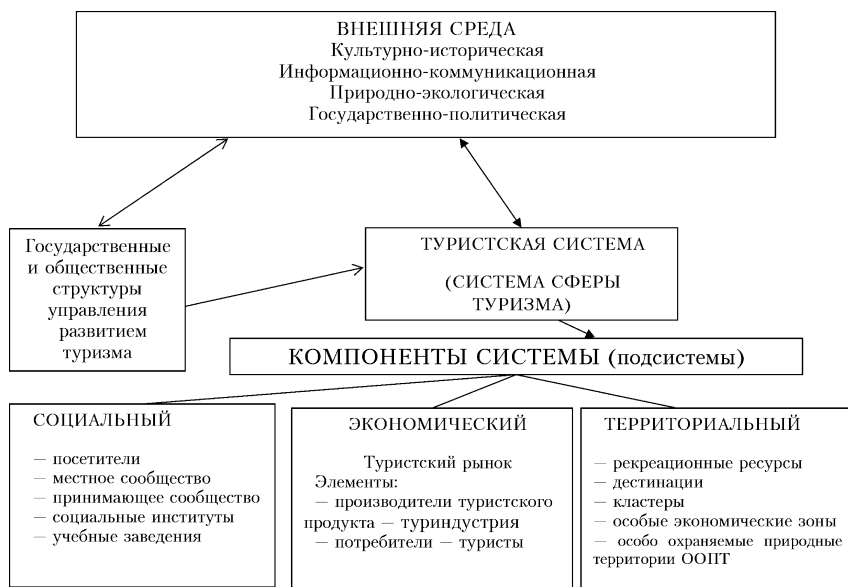 ВНЕШНЯЯ СРЕДА
Культурно-историческая
Информационно-коммуникационная
Природно-экологическая
Государственно-политическая
Государственные
и общественные
структуры
управления
развитием
туризма
ТУРИСТСКАЯ СИСТЕМА
(СИСТЕМА СФЕРЫ
ТУРИЗМА)
КОМПОНЕНТЫ СИСТЕМЫ (подсистемы)
СОЦИАЛЬНЫЙ
— посетители
— местное сообщество
— принимающее сообщество
— социальные институты
— учебные заведения
ЭКОНОМИЧЕСКИЙ
Туристский рынок
Элементы:
— производители туристского
продукта — туриндустрия
— потребители — туристы
ТЕРРИТОРИАЛЬНЫЙ
— рекреационные ресурсы
— дестинации
— кластеры
— особые экономические зоны
— особо охраняемые природные
территории ООПТ